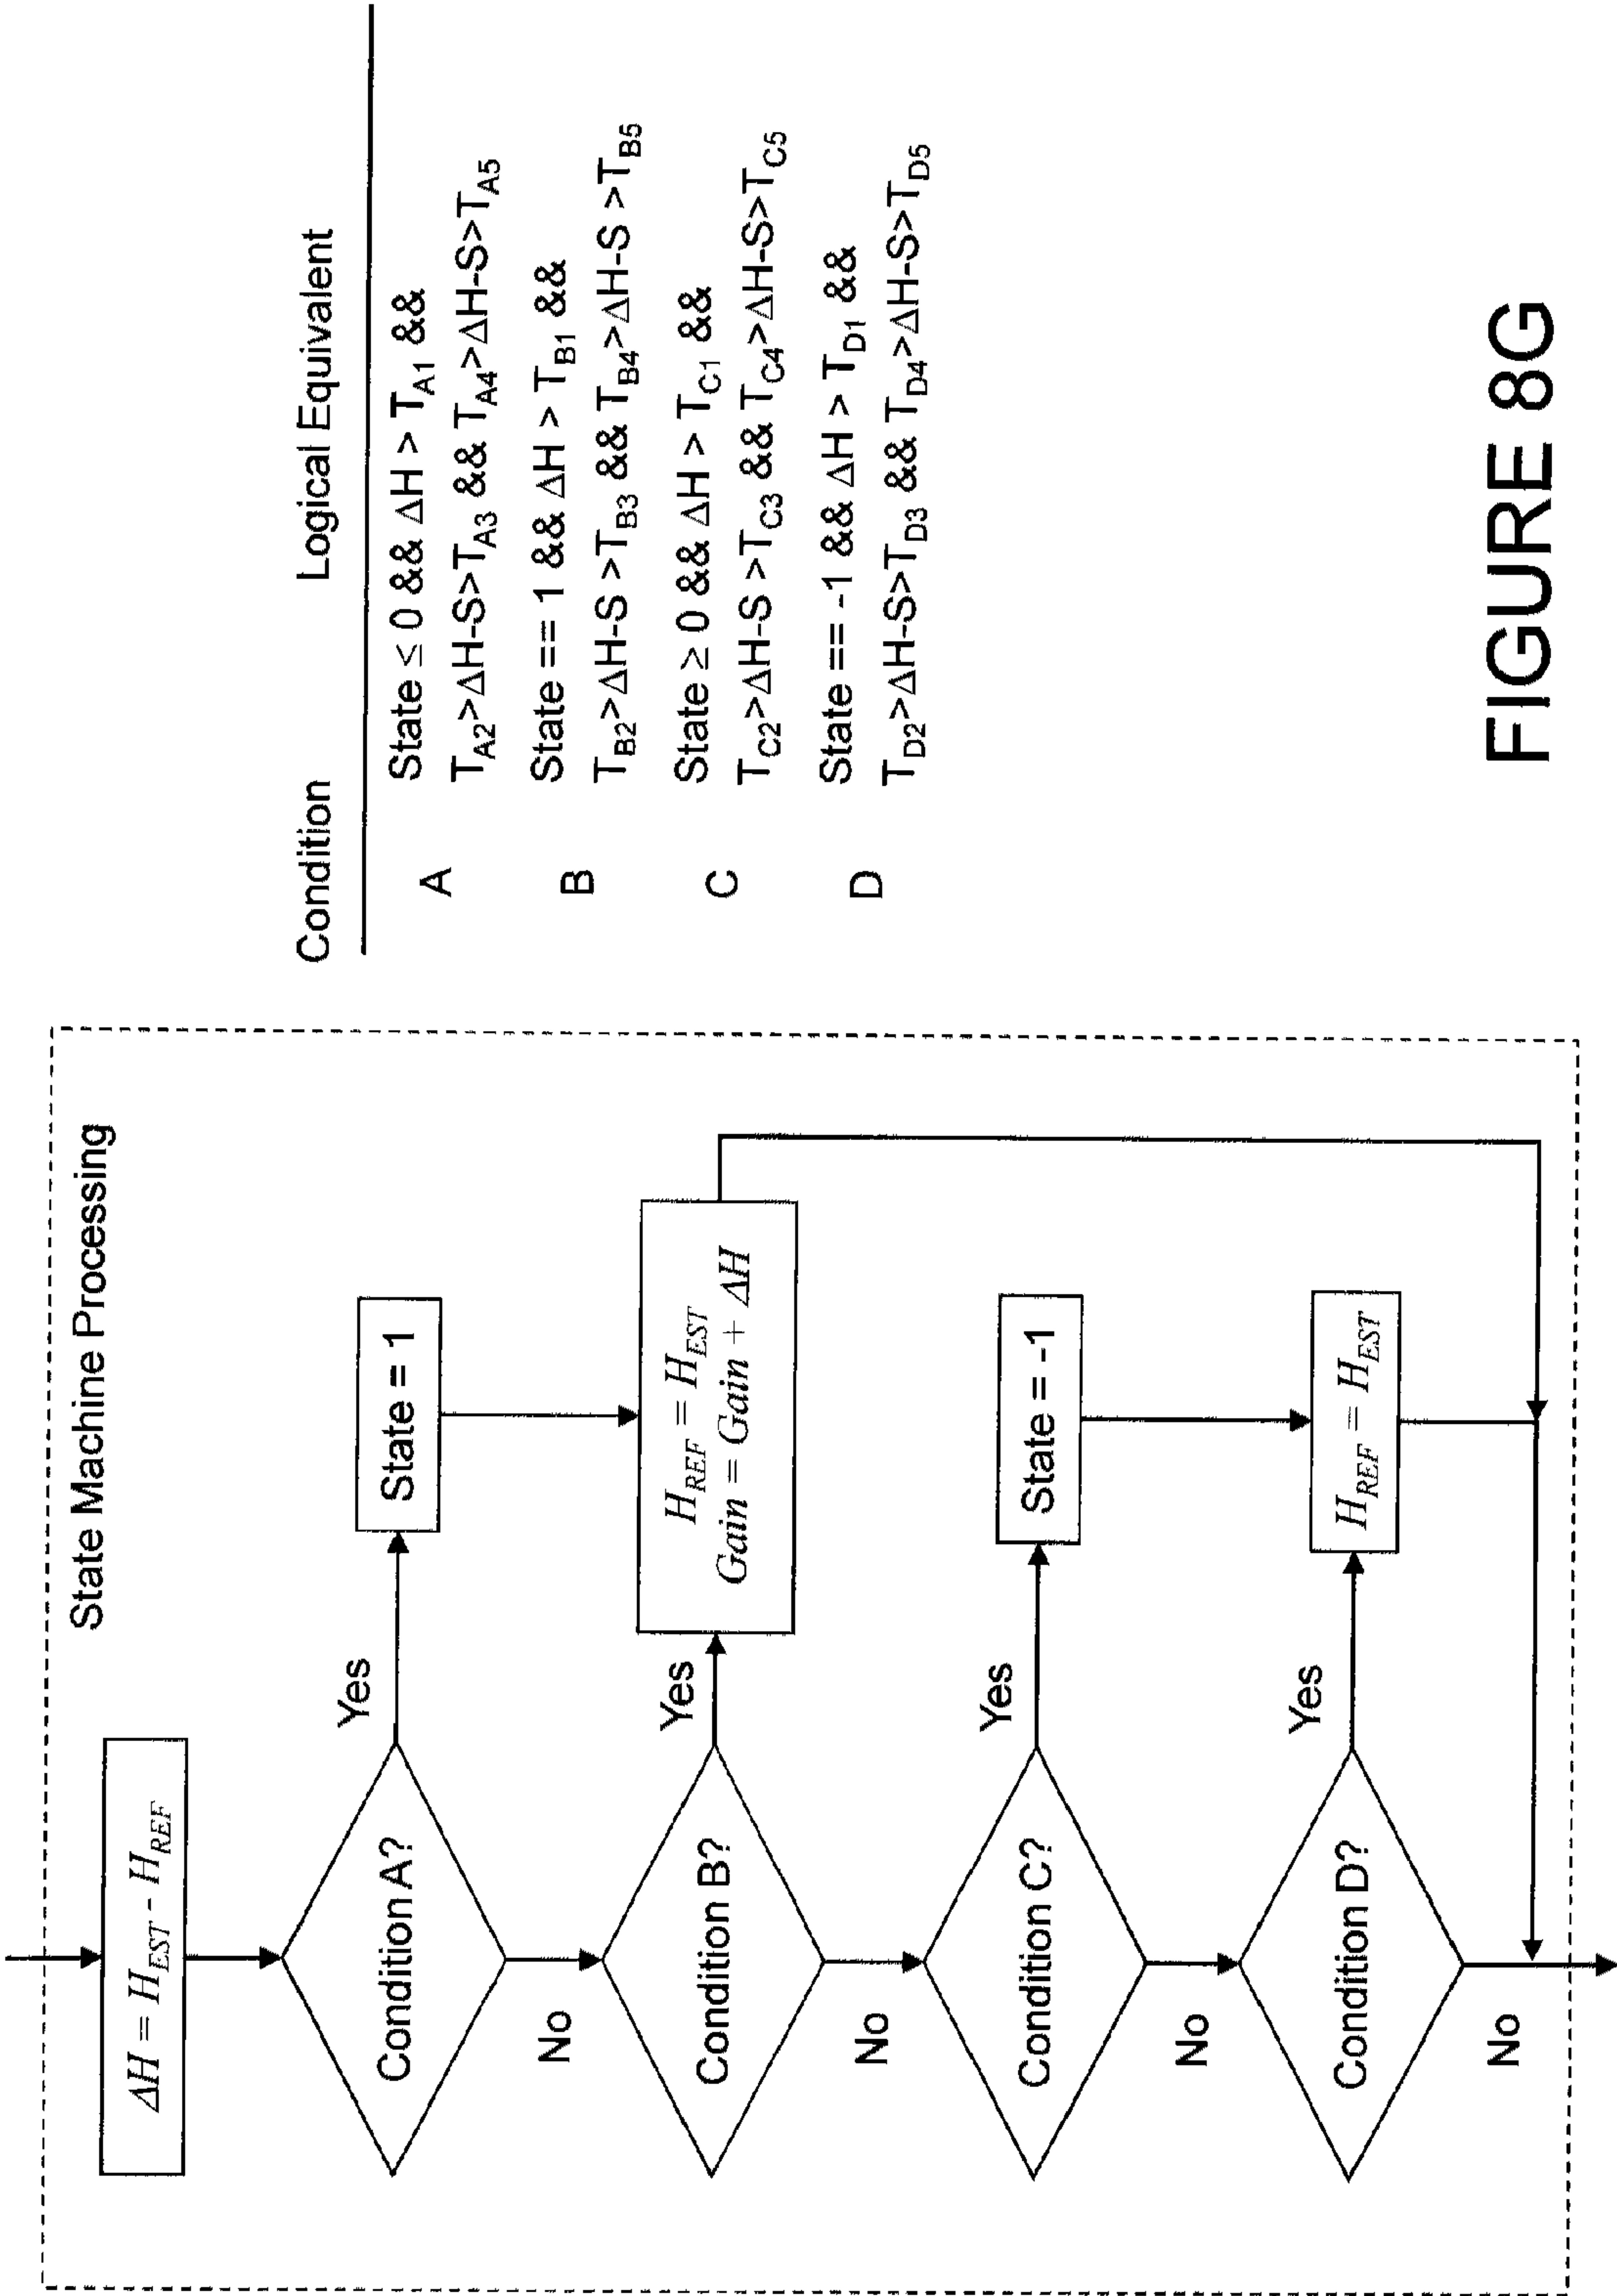 State Machine Processing
ΔH = H_EST - H_REF
Condition A?
Yes
State = 1
No
Condition B?
Yes
H_REF = H_EST
Gain = Gain + ΔH
No
Condition C?
Yes
State = -1
No
Condition D?
Yes
H_REF = H_EST
No
Condition Logical Equivalent
A State ≤ 0 && ΔH > T_A1 &&
T_A2>ΔH-S>T_A3 && T_A4>ΔH-S>T_A5
B State == 1 && ΔH > T_B1 &&
T_B2>ΔH-S >T_B3 && T_B4>ΔH-S >T_B5
C State ≥ 0 && ΔH > T_C1 &&
T_C2>ΔH-S >T_C3 && T_C4>ΔH-S>T_C5
D State == -1 && ΔH > T_D1 &&
T_D2>ΔH-S>T_D3 && T_D4>ΔH-S>T_D5
FIGURE 8G